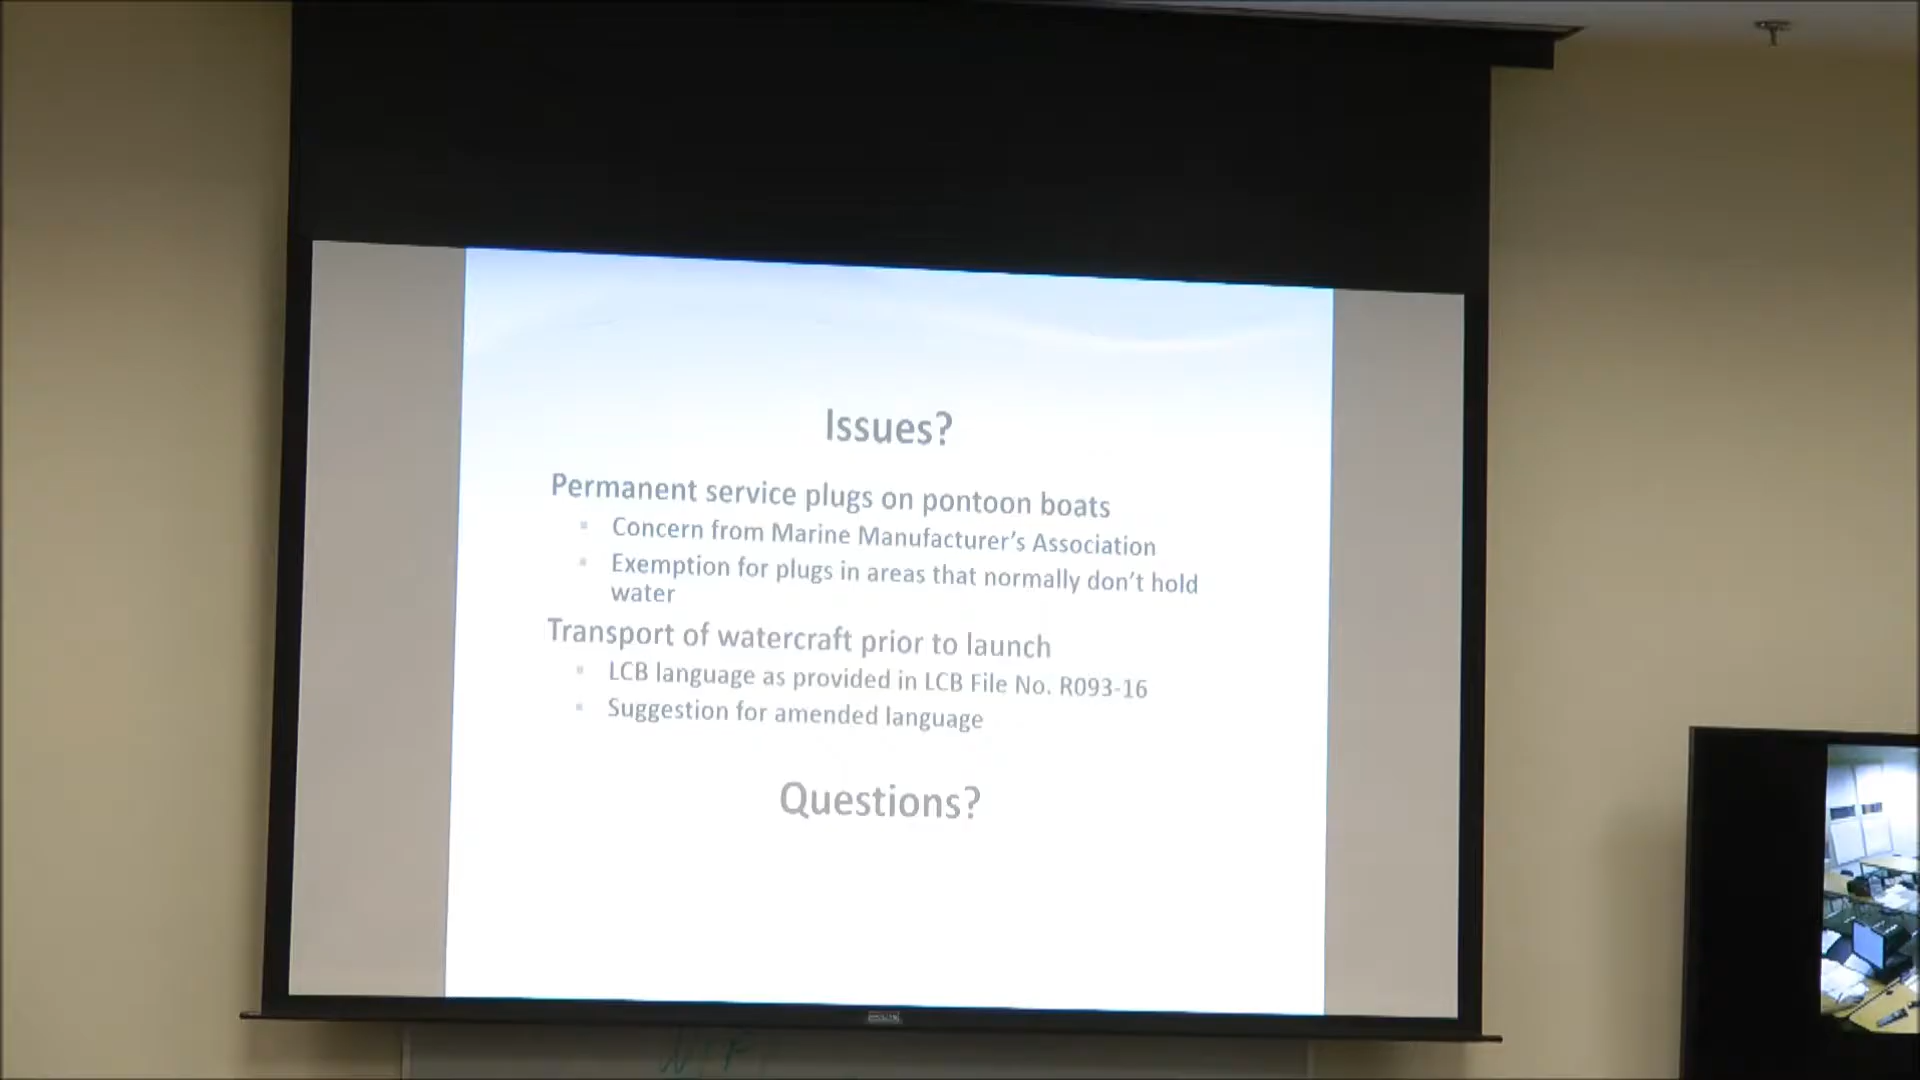 Issues?
Permanent service plugs on pontoon boats
Concern from Marine Manufacturer's Association
Exemption for plugs in areas that normally don't hold
water
Transport of watercraft prior to launch
LCB language as provided in LCB File No. R093-16
Suggestion for amended language
Questions?